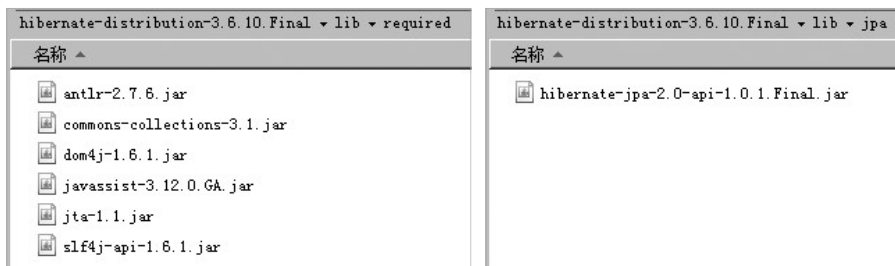 hibernate-distribution-3.6.10.Final ▾ lib ▾ required
名称
antlr-2.7.6.jar
commons-collections-3.1.jar
dom4j-1.6.1.jar
javassist-3.12.0.GA.jar
jta-1.1.jar
slf4j-api-1.6.1.jar
hibernate-distribution-3.6.10.Final ▾ lib ▾ jpa
名称
hibernate-jpa-2.0-api-1.0.1.Final.jar